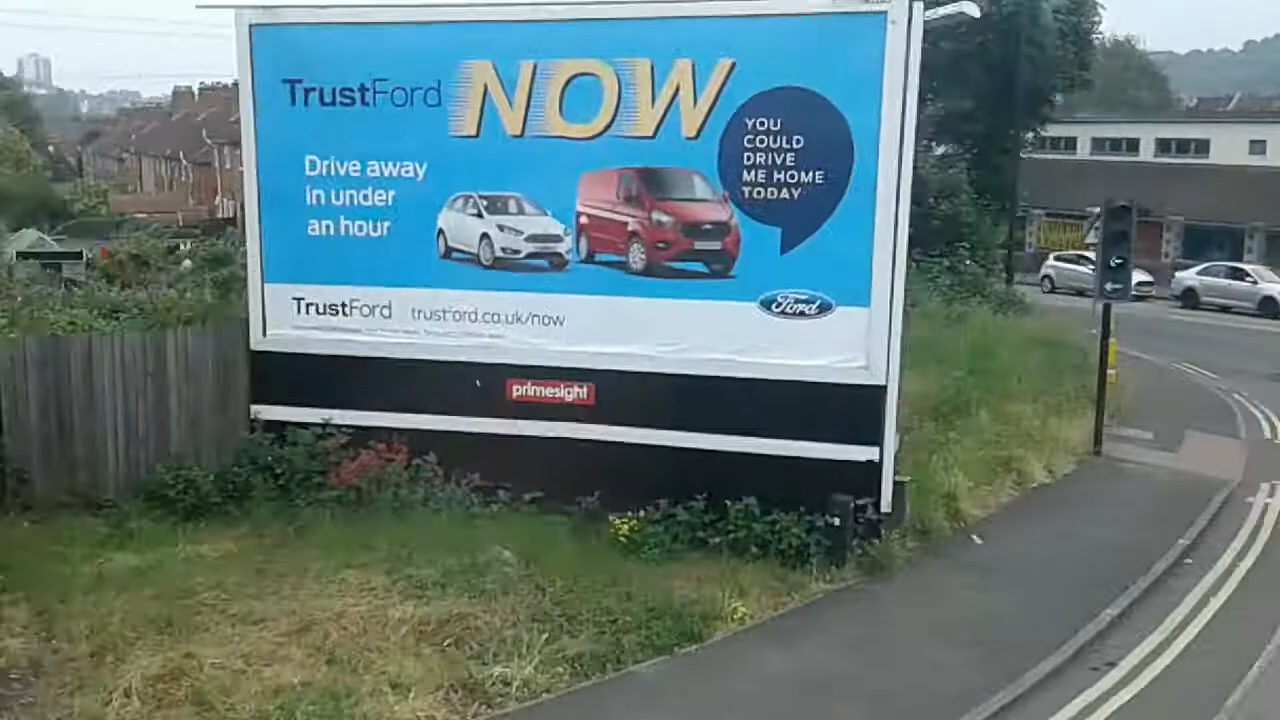 TrustFord NOW
YOU
COULD
DRIVE
ME HOME
TODAY
Drive away
in under
an hour
TrustFord trustford.co.uk/now
Ford
primesight